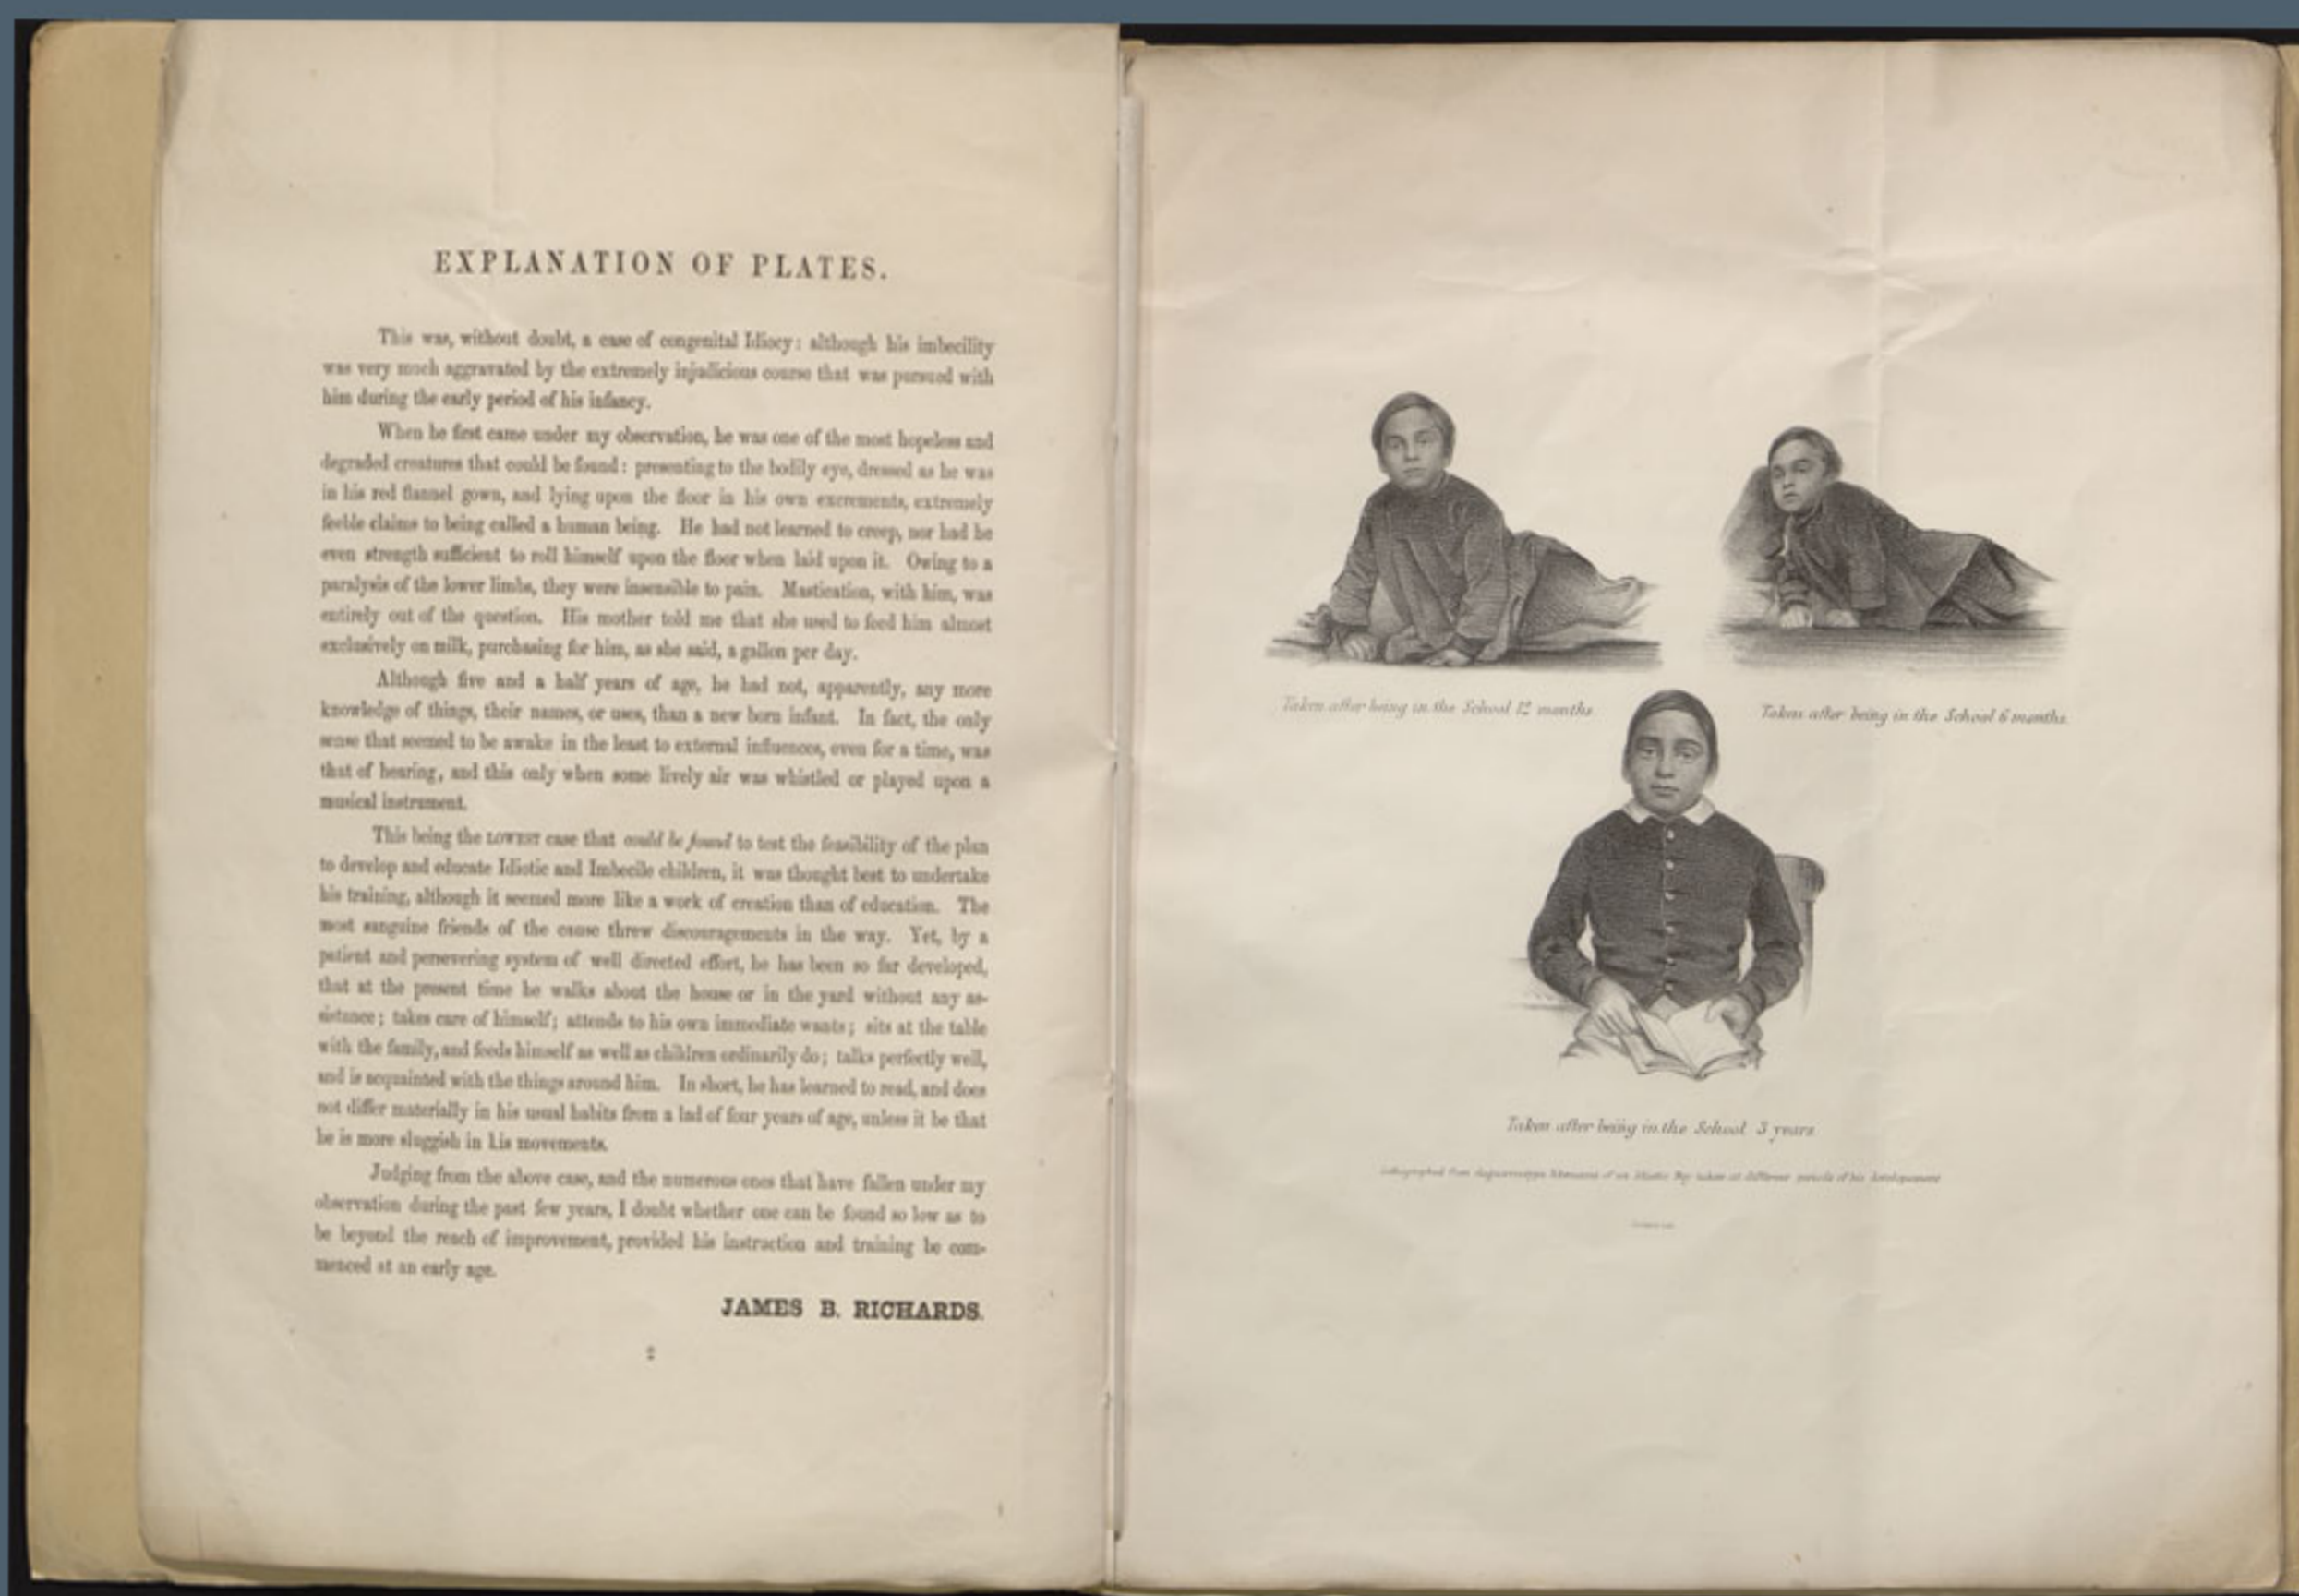 EXPLANATION OF PLATES.
This was, without doubt, a case of congenital Idiocy: although his imbecility
was very much aggravated by the extremely injudicious course that was pursued with
him during the early period of his infancy.
When he first came under my observation, he was one of the most hopeless and
degraded creatures that could be found: presenting to the bodily eye, dressed as he was
in his red flannel gown, and lying upon the floor in his own excrements, extremely
feeble claims to being called a human being. He had not learned to creep, nor had he
even strength sufficient to roll himself upon the floor when laid upon it. Owing to a
paralysis of the lower limbs, they were insensible to pain. Mastication, with him, was
entirely out of the question. His mother told me that she used to feed him almost
exclusively on milk, purchasing for him, as she said, a gallon per day.
Although five and a half years of age, he had not, apparently, any more
knowledge of things, their names, or uses, than a new born infant. In fact, the only
sense that seemed to be awake in the least to external influences, even for a time, was
that of hearing, and this only when some lively air was whistled or played upon a
musical instrument.
This being the LOWEST case that could be found to test the feasibility of the plan
to develop and educate Idiotic and Imbecile children, it was thought best to undertake
his training, although it seemed more like a work of creation than of education. The
most sanguine friends of the cause threw discouragements in the way. Yet, by a
patient and persevering system of well directed effort, he has been so far developed,
that at the present time he walks about the house or in the yard without any as-
sistance; takes care of himself; attends to his own immediate wants; sits at the table
with the family, and feeds himself as well as children ordinarily do; talks perfectly well,
and is acquainted with the things around him. In short, he has learned to read, and does
not differ materially in his usual habits from a lad of four years of age, unless it be that
he is more sluggish in his movements.
Judging from the above case, and the numerous ones that have fallen under my
observation during the past few years, I doubt whether one can be found so low as to
be beyond the reach of improvement, provided his instruction and training be com-
menced at an early age.
JAMES B. RICHARDS.
2
Taken after being in the School 12 months.
Taken after being in the School 6 months.
Taken after being in the School 3 years.
Lithographed from daguerreotype likenesses of an Idiotic Boy taken at different periods of his development